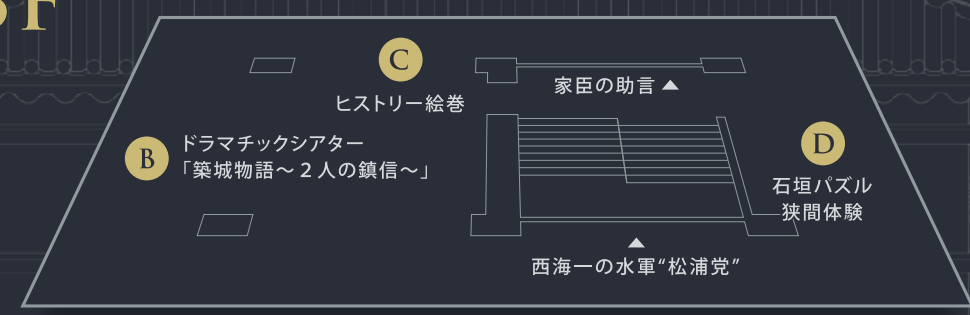 C
ヒストリー絵巻
家臣の助言▲
B
ドラマチックシアター
「築城物語〜２人の鎮信〜」
D
石垣パズル
狭間体験
▲
西海一の水軍“松浦党”